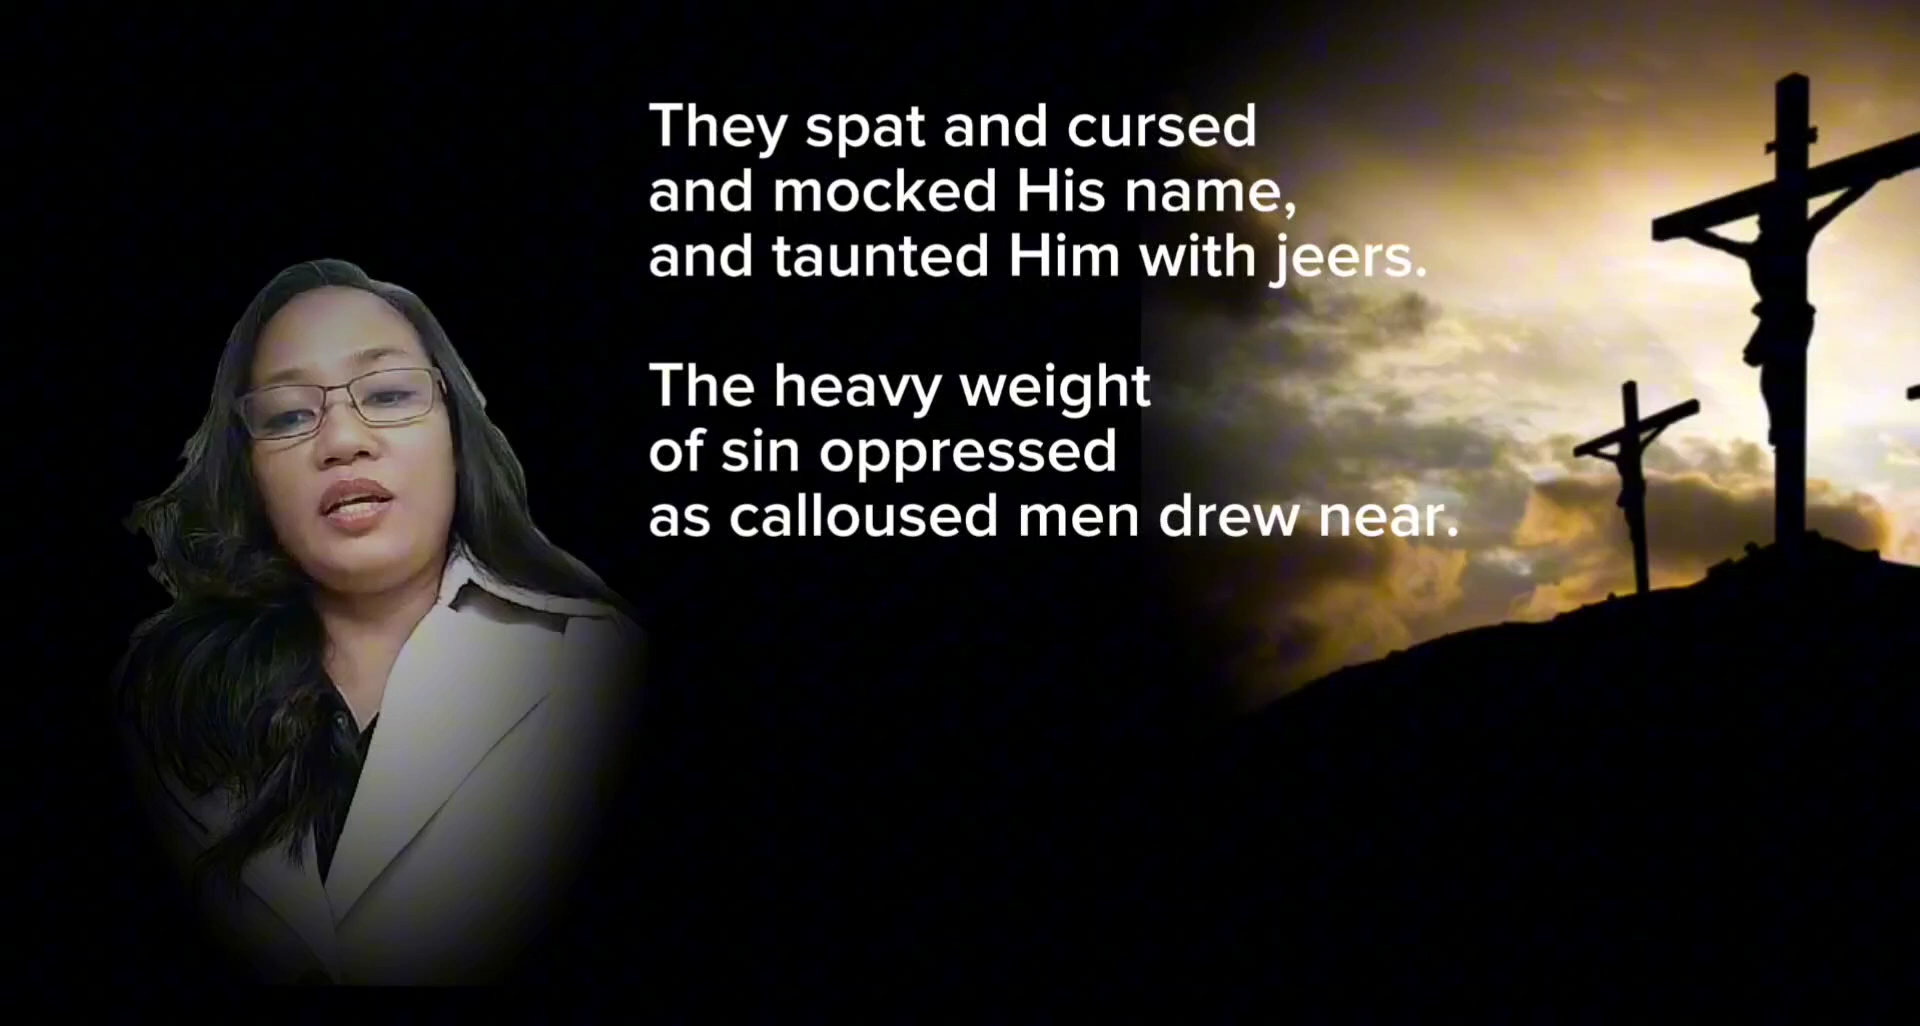 They spat and cursed
and mocked His name,
and taunted Him with jeers.
The heavy weight
of sin oppressed
as calloused men drew near.